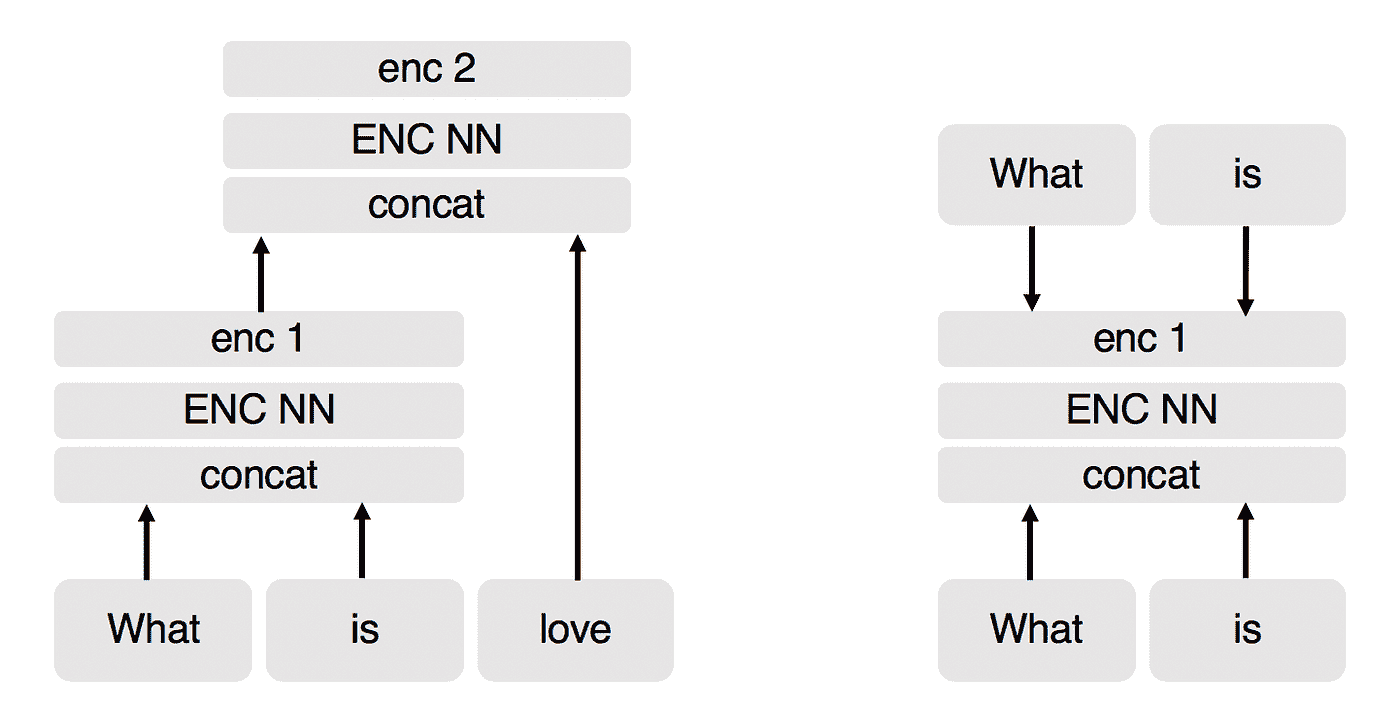 enc 2
ENC NN
concat
enc 1
ENC NN
concat
What is love
What is
enc 1
ENC NN
concat
What is